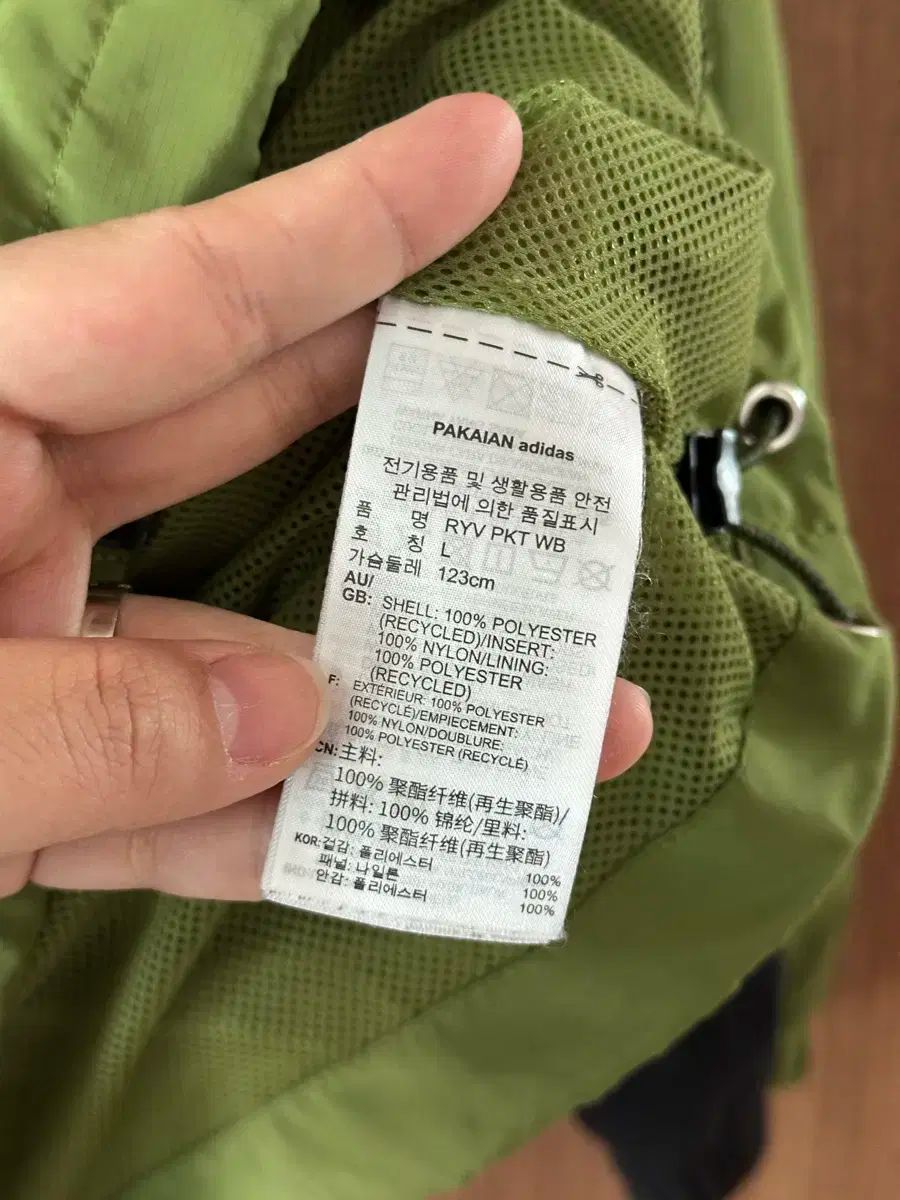 PAKAIAN adidas
전기용품 및 생활용품 안전
관리법에 의한 품질표시
품 명 RYV PKT WB
호 칭 L
가슴둘레 123cm
AU/
GB: SHELL: 100% POLYESTER
(RECYCLED)/INSERT:
100% NYLON/LINING:
100% POLYESTER
(RECYCLED)
F: EXTÉRIEUR: 100% POLYESTER
(RECYCLÉ)/EMPIECEMENT:
100% NYLON/DOUBLURE:
100% POLYESTER (RECYCLÉ)
CN: 主料:
100% 聚酯纤维(再生聚酯)/
拼料: 100% 锦纶/里料:
100% 聚酯纤维(再生聚酯)
KOR: 겉감: 폴리에스터 100%
패널: 나일론 100%
안감: 폴리에스터 100%